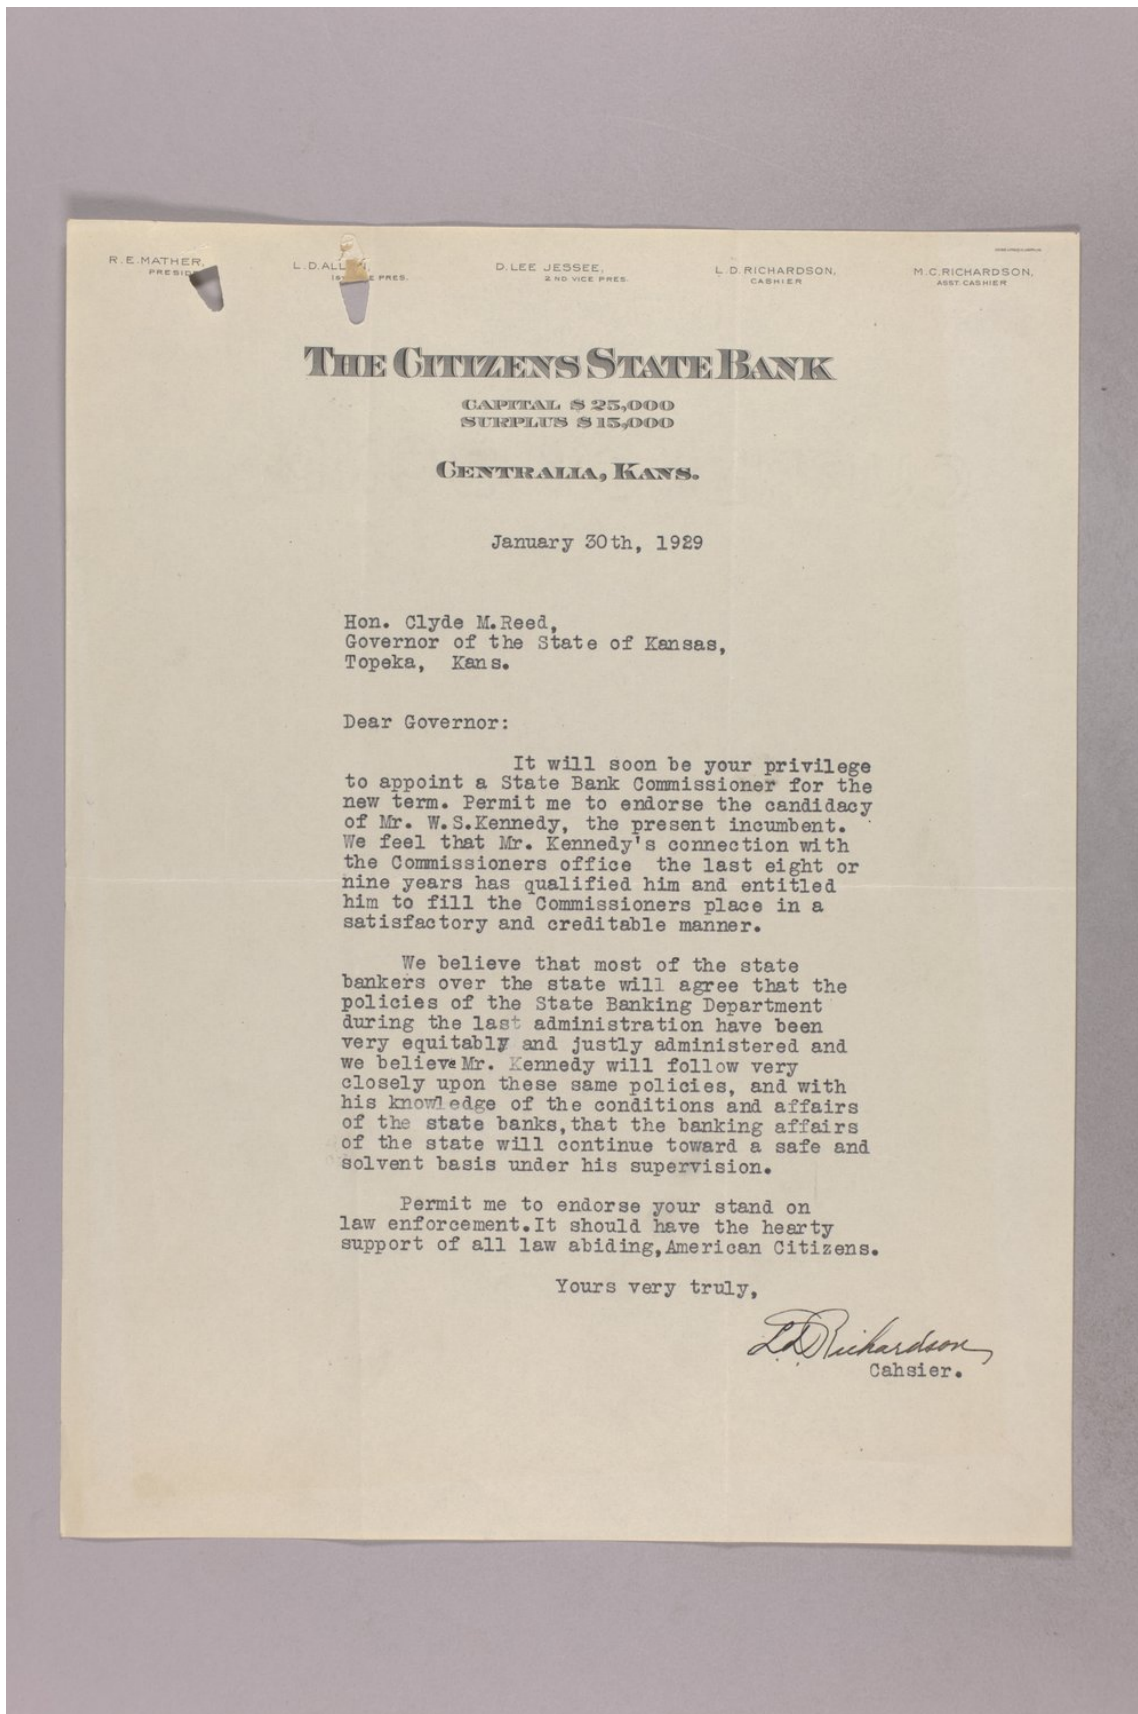 R.E.MATHER, L.D.ALLEN, D.LEE JESSEE, L.D.RICHARDSON, M.C.RICHARDSON,
PRESID 1ST VICE PRES. 2ND VICE PRES. CASHIER ASST. CASHIER
THE CITIZENS STATE BANK
CAPITAL $25,000
SURPLUS $15,000
CENTRALIA, KANS.
January 30th, 1929
Hon. Clyde M.Reed,
Governor of the State of Kansas,
Topeka, Kans.
Dear Governor:
It will soon be your privilege
to appoint a State Bank Commissioner for the
new term. Permit me to endorse the candidacy
of Mr. W.S.Kennedy, the present incumbent.
We feel that Mr. Kennedy's connection with
the Commissioners office the last eight or
nine years has qualified him and entitled
him to fill the Commissioners place in a
satisfactory and creditable manner.
We believe that most of the state
bankers over the state will agree that the
policies of the State Banking Department
during the last administration have been
very equitably and justly administered and
we believe Mr. Kennedy will follow very
closely upon these same policies, and with
his knowledge of the conditions and affairs
of the state banks,that the banking affairs
of the state will continue toward a safe and
solvent basis under his supervision.
Permit me to endorse your stand on
law enforcement.It should have the hearty
support of all law abiding,American Citizens.
Yours very truly,
L.D.Richardson
Cahsier.